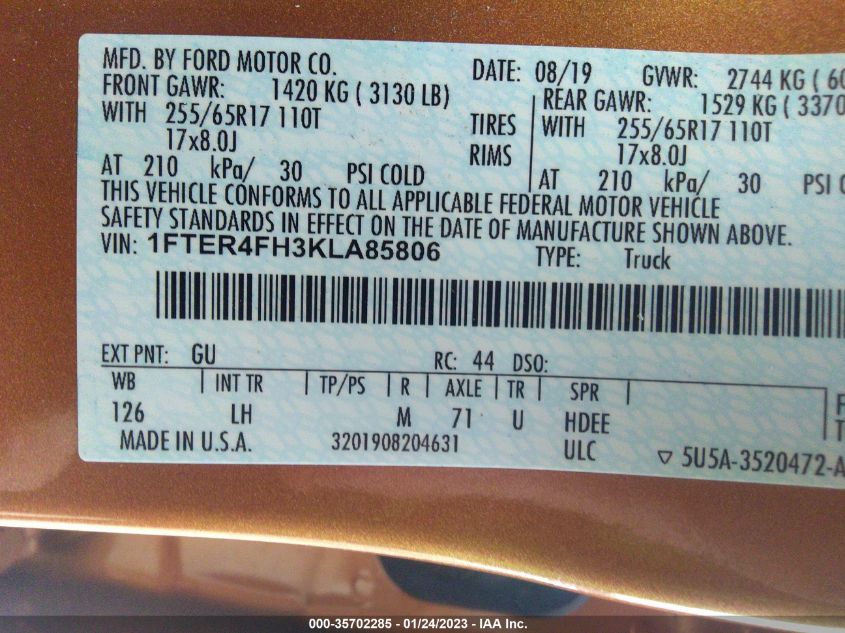 MFD. BY FORD MOTOR CO. DATE: 08/19 GVWR: 2744 KG ( 60
FRONT GAWR: 1420 KG ( 3130 LB) REAR GAWR: 1529 KG ( 3370
WITH 255/65R17 110T TIRES WITH 255/65R17 110T
17x8.0J RIMS 17x8.0J
AT 210 kPa/ 30 PSI COLD AT 210 kPa/ 30 PSI C
THIS VEHICLE CONFORMS TO ALL APPLICABLE FEDERAL MOTOR VEHICLE
SAFETY STANDARDS IN EFFECT ON THE DATE OF MANUFACTURE SHOWN ABOVE.
VIN: 1FTER4FH3KLA85806 TYPE: Truck
EXT PNT: GU RC: 44 DSO:
WB INT TR TP/PS R AXLE TR SPR
126 LH M 71 U HDEE
MADE IN U.S.A. 3201908204631 ULC ▽ 5U5A-3520472-A
000-35702285 - 01/24/2023 - IAA Inc.